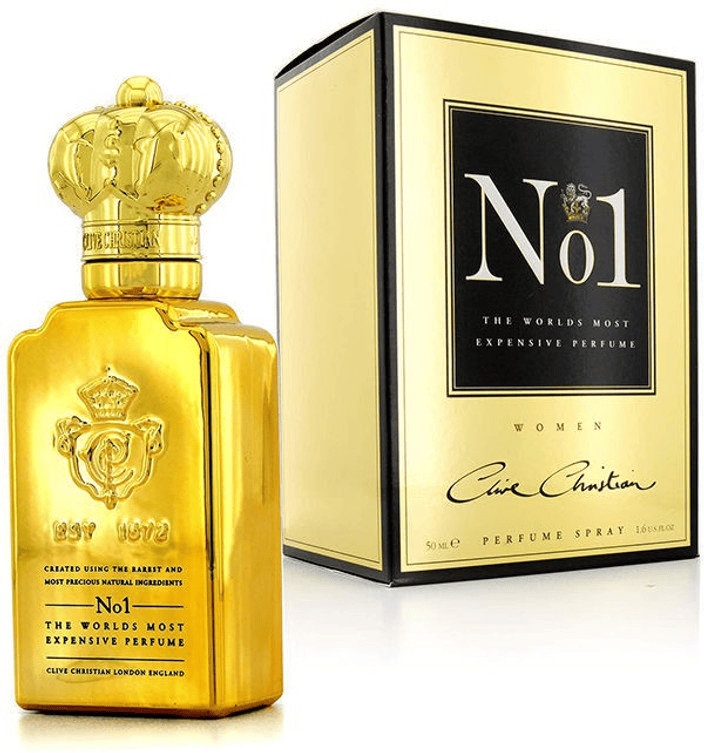 CLIVE CHRISTIAN
EST 1872
CREATED USING THE RAREST AND
MOST PRECIOUS NATURAL INGREDIENTS
No1
THE WORLDS MOST
EXPENSIVE PERFUME
CLIVE CHRISTIAN LONDON ENGLAND
No1
THE WORLDS MOST
EXPENSIVE PERFUME
WOMEN
Clive Christian
50 ML e PERFUME SPRAY 1.6 U.S FL.OZ